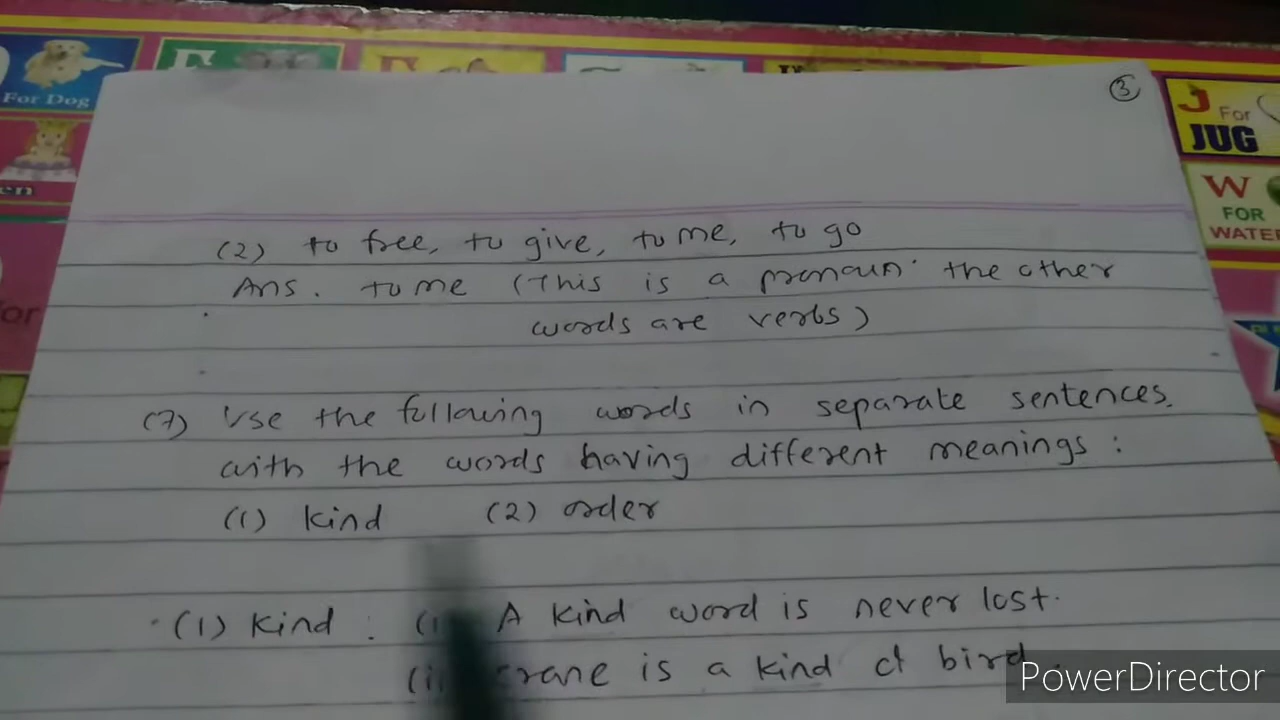 For Dog
J For JUG
W FOR WATER
3
(2) to free, to give, to me, to go
Ans. to me (This is a pronoun. the other
words are verbs)
(7) Use the following words in separate sentences.
with the words having different meanings :
(1) kind (2) order
(1) kind : (i) A kind word is never lost.
(ii) is a kind of bird.
PowerDirector